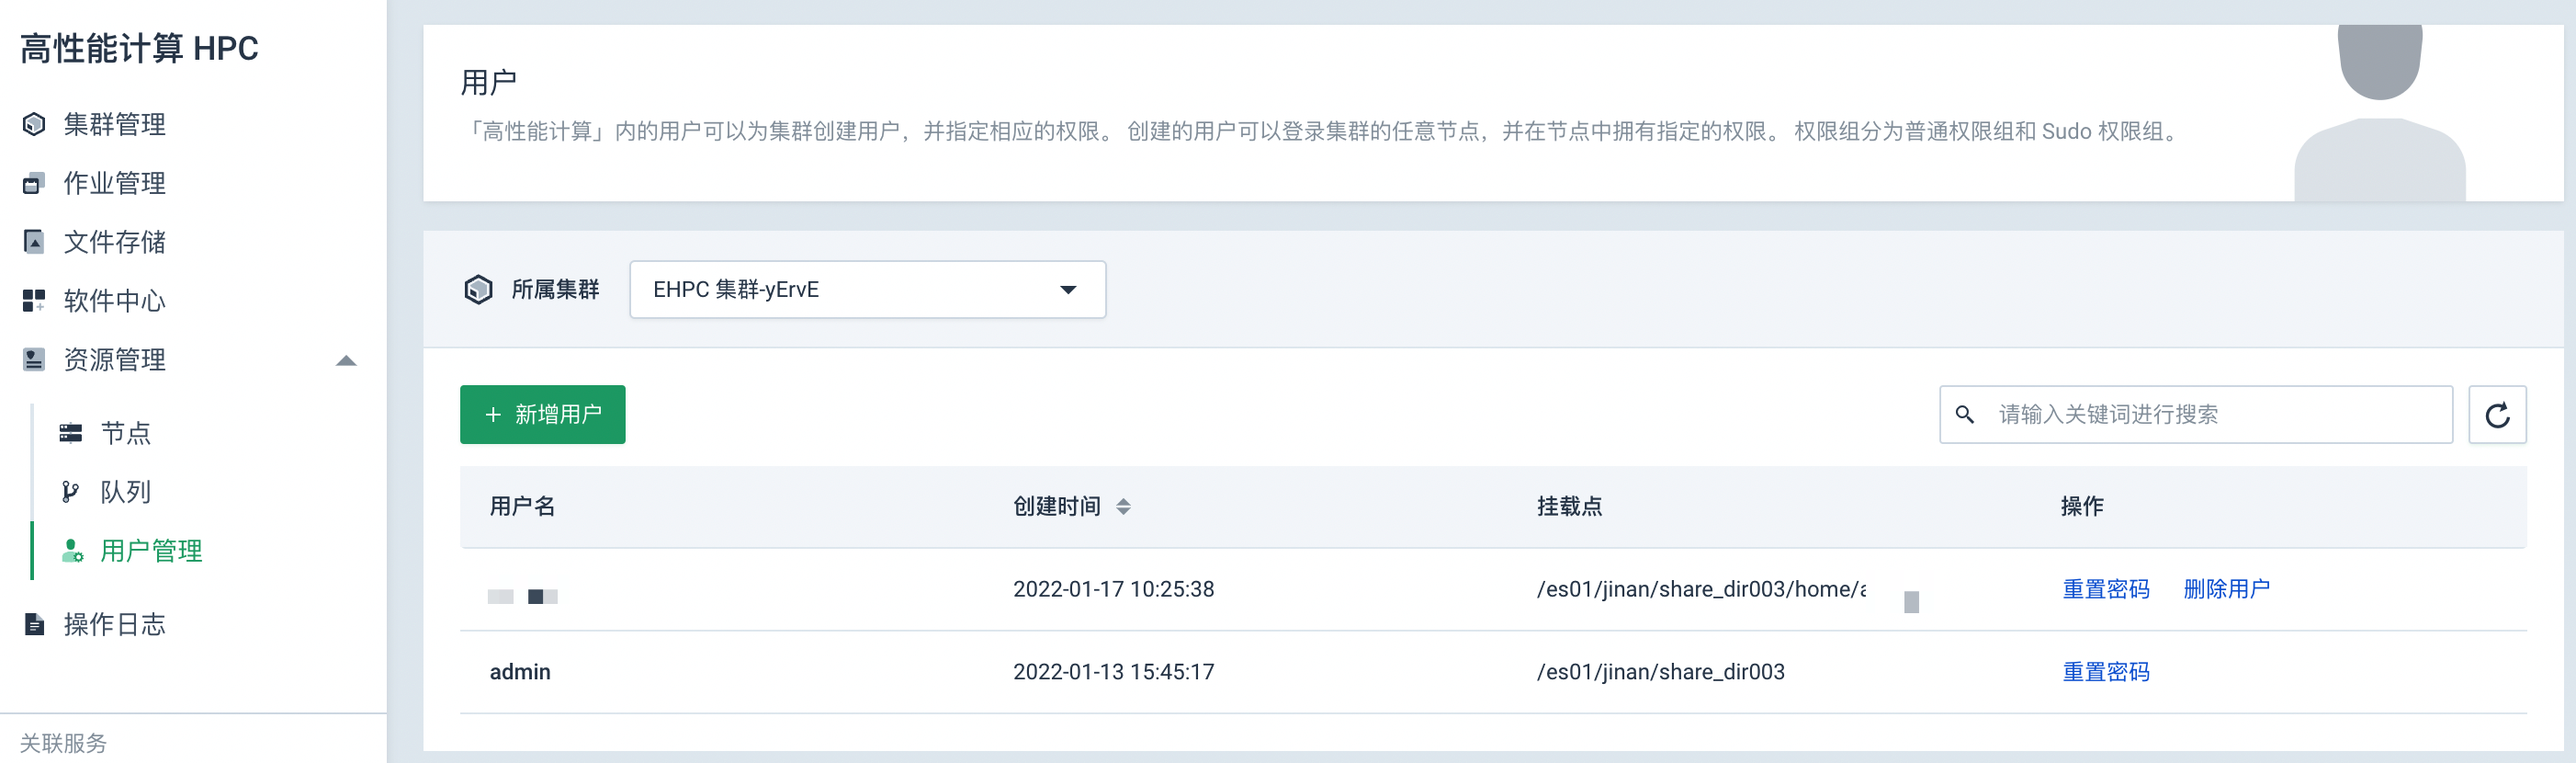 高性能计算 HPC
集群管理
作业管理
文件存储
软件中心
资源管理
节点
队列
用户管理
操作日志
关联服务
用户
「高性能计算」内的用户可以为集群创建用户，并指定相应的权限。 创建的用户可以登录集群的任意节点，并在节点中拥有指定的权限。 权限组分为普通权限组和 Sudo 权限组。
所属集群 EHPC 集群-yErvE
+ 新增用户 请输入关键词进行搜索
用户名 创建时间 挂载点 操作
2022-01-17 10:25:38 /es01/jinan/share_dir003/home/a 重置密码 删除用户
admin 2022-01-13 15:45:17 /es01/jinan/share_dir003 重置密码